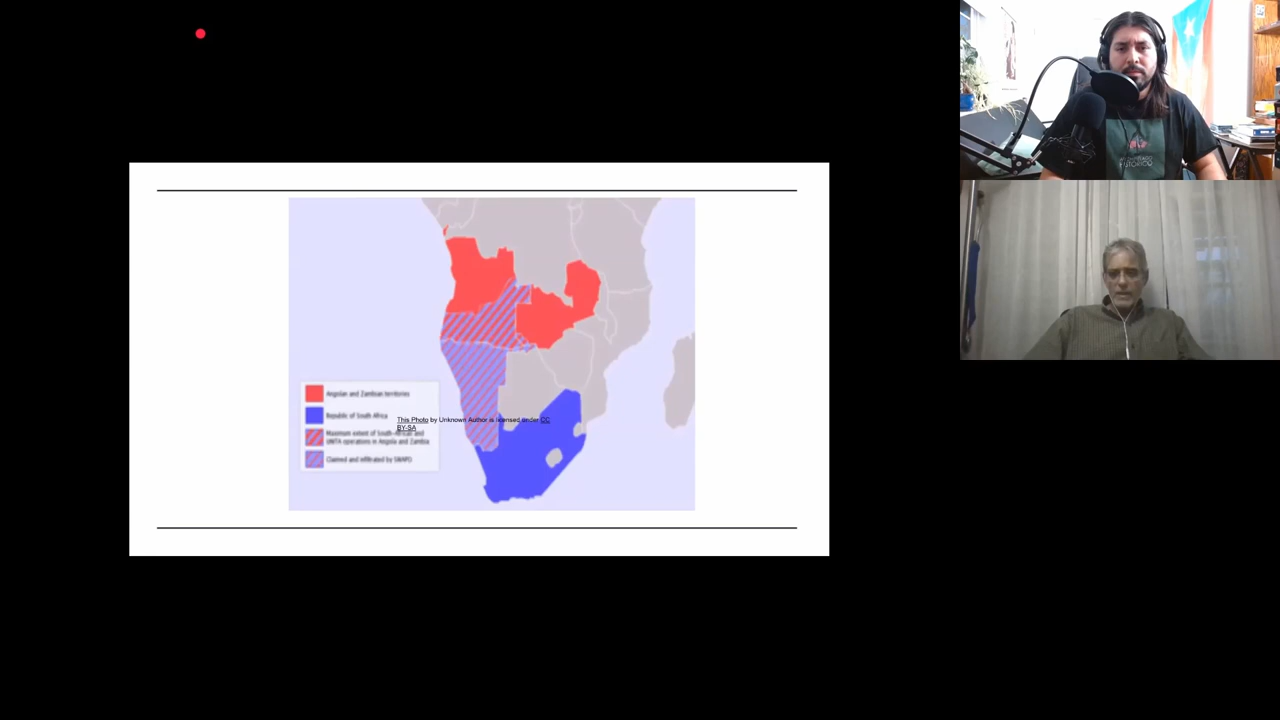 Angolan and Zambian territories
Republic of South Africa
Maximum extent of South African and
UNITA operations in Angola and Zambia
Claimed and infiltrated by SWAPO
This Photo by Unknown Author is licensed under CC
BY-SA